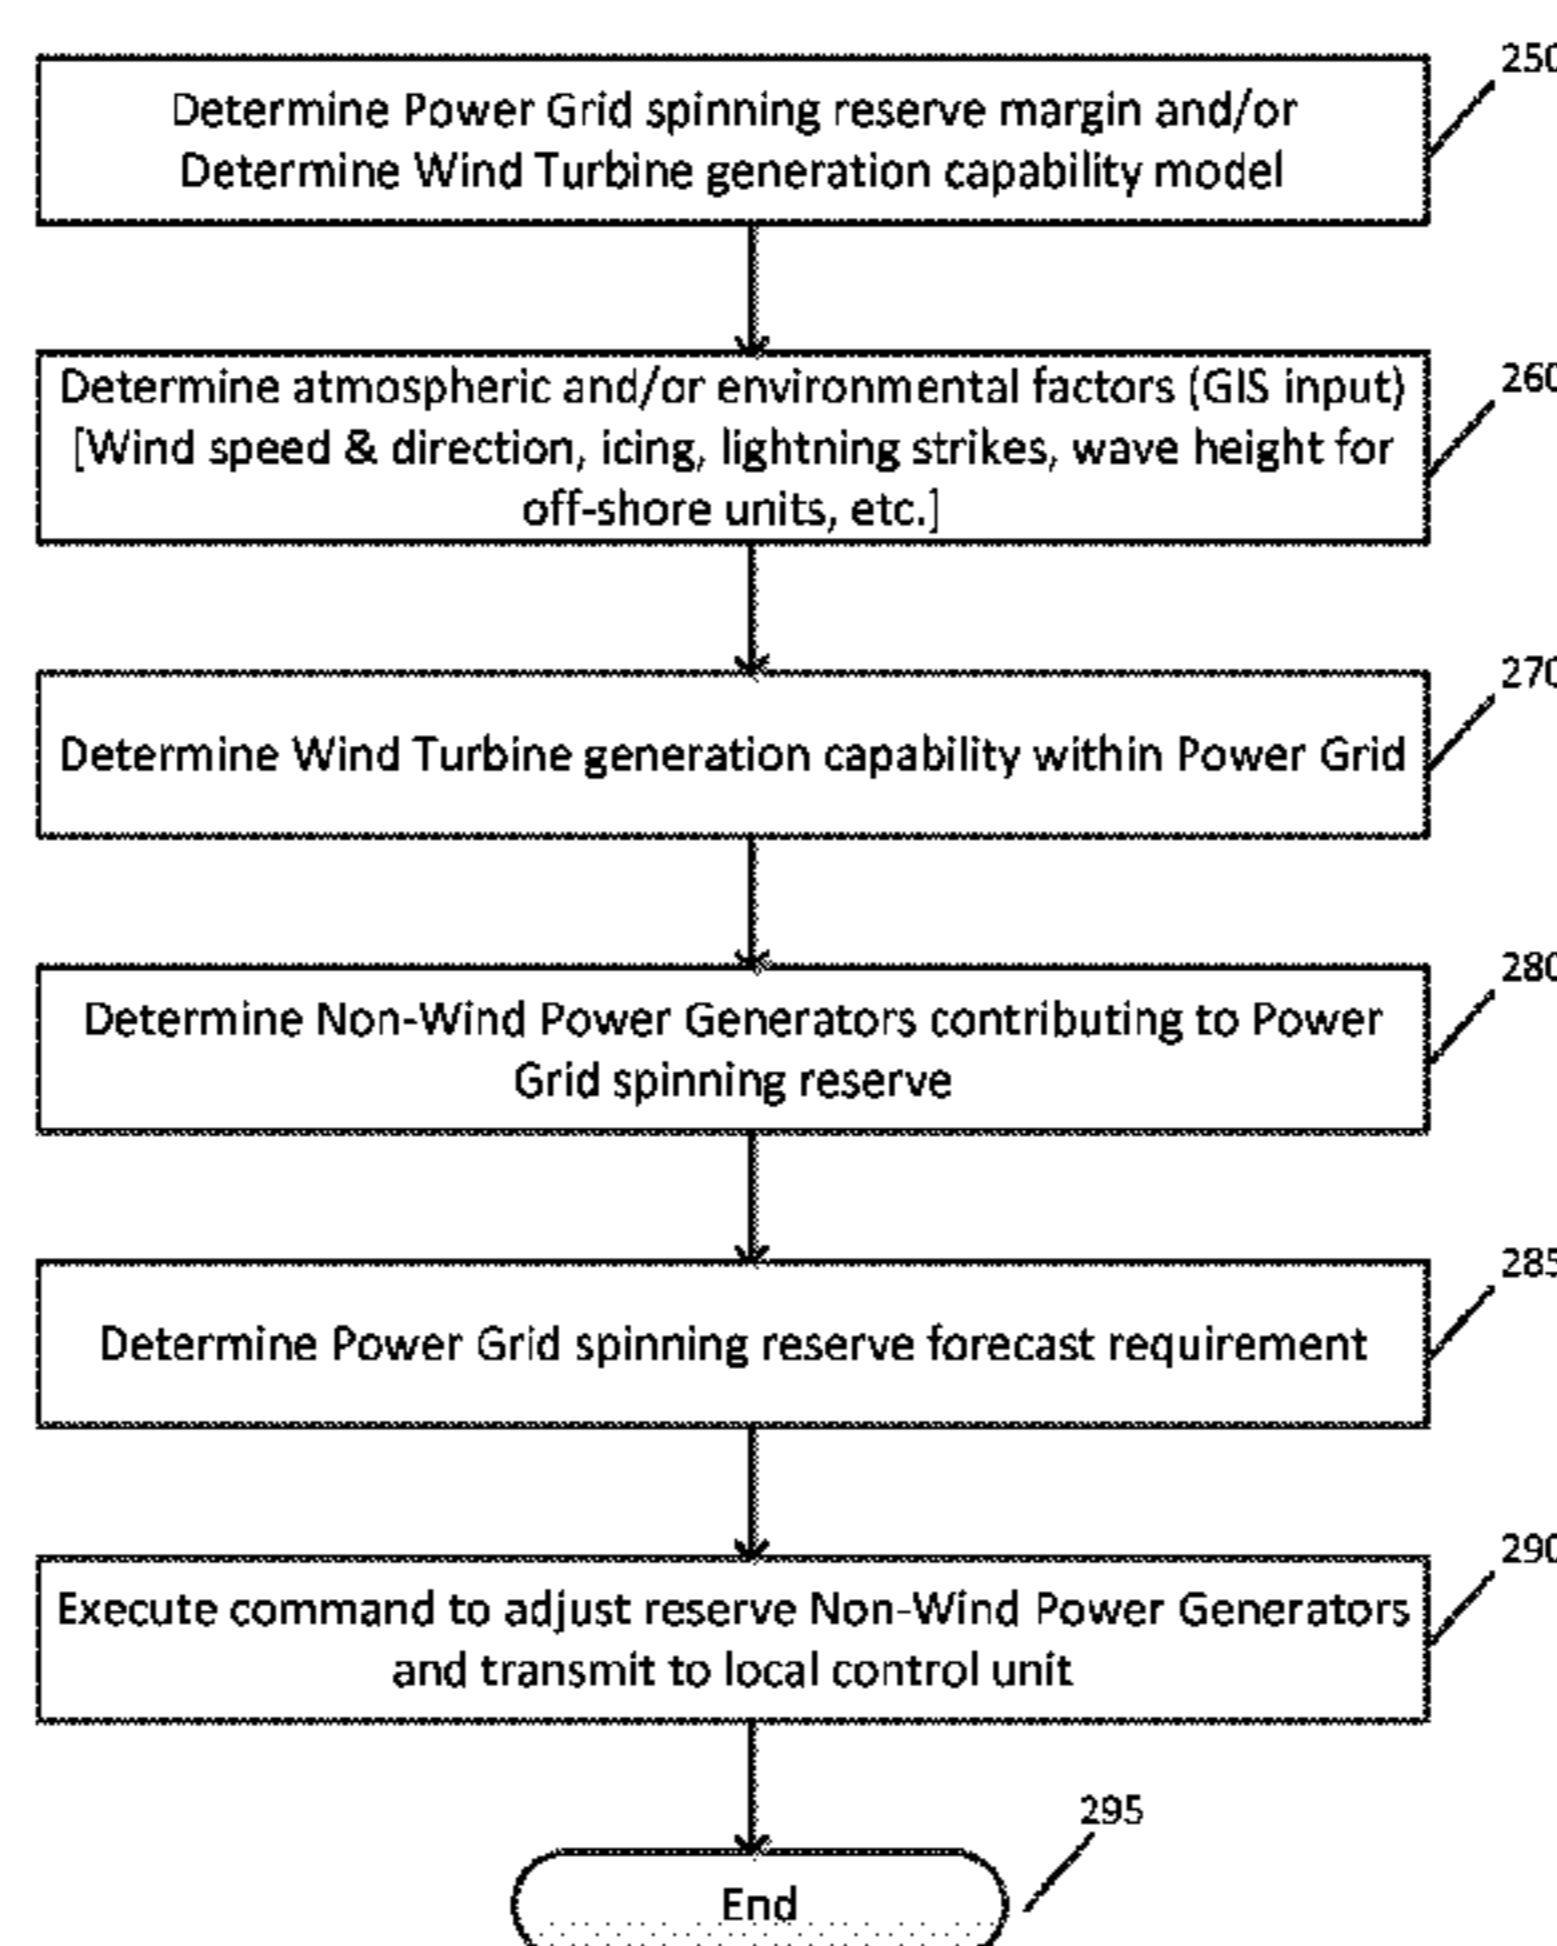 250
Determine Power Grid spinning reserve margin and/or
Determine Wind Turbine generation capability model
260
Determine atmospheric and/or environmental factors (GIS input)
[Wind speed & direction, icing, lightning strikes, wave height for
off-shore units, etc.]
270
Determine Wind Turbine generation capability within Power Grid
280
Determine Non-Wind Power Generators contributing to Power
Grid spinning reserve
285
Determine Power Grid spinning reserve forecast requirement
290
Execute command to adjust reserve Non-Wind Power Generators
and transmit to local control unit
295
End